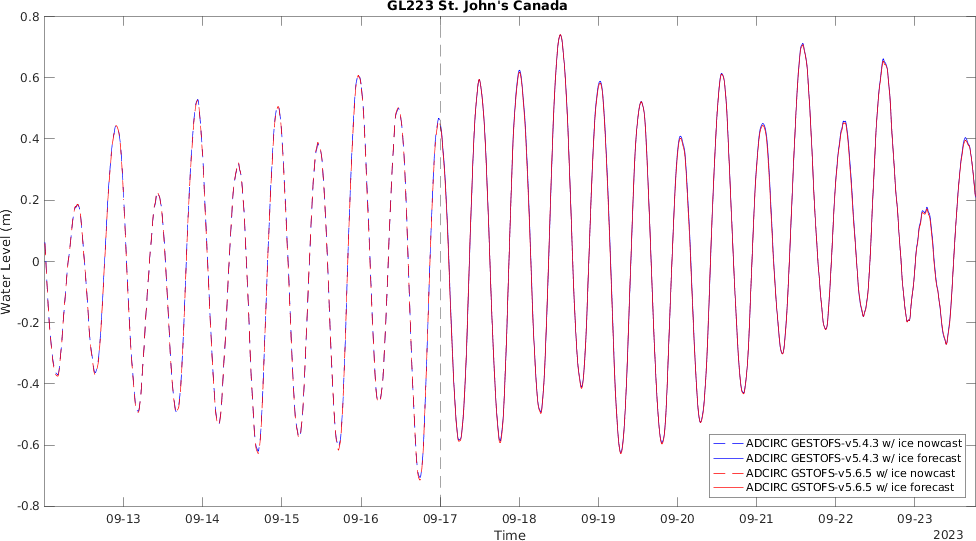 GL223 St. John's Canada
0.8
0.6
0.4
0.2
0
-0.2
-0.4
-0.6
-0.8
Water Level (m)
ADCIRC GESTOFS-v5.4.3 w/ ice nowcast
ADCIRC GESTOFS-v5.4.3 w/ ice forecast
ADCIRC GSTOFS-v5.6.5 w/ ice nowcast
ADCIRC GSTOFS-v5.6.5 w/ ice forecast
09-13 09-14 09-15 09-16 09-17 09-18 09-19 09-20 09-21 09-22 09-23
Time
2023